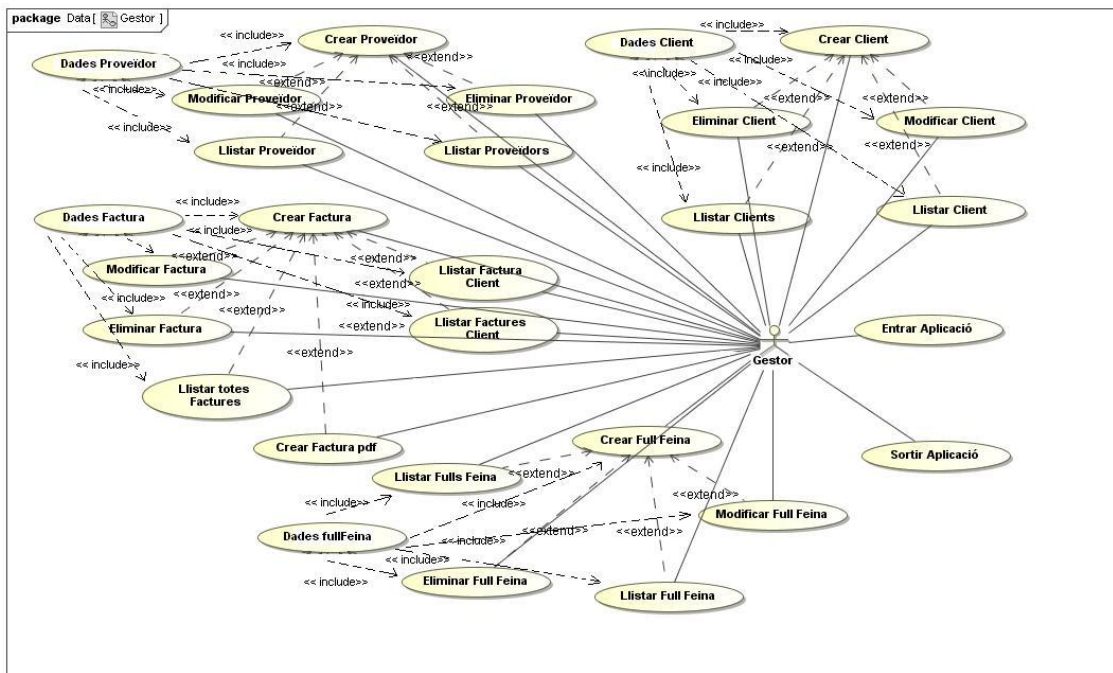 package Data [ Gestor ]
<< include>>
Crear Proveïdor
<< include>>
Dades Client
Crear Client
Dades Proveïdor
<< include>>
<<extend>>
<< include>>
<< include>>
<<extend>>
Modificar Proveïdor
<<extend>>
Eliminar Proveïdor
<< include>>
<<extend>>
<<extend>>
<< include>>
<<extend>>
Eliminar Client
<< include>>
Modificar Client
Llistar Proveïdor
Llistar Proveïdors
<< include>>
<<extend>>
<<extend>>
<< include>>
Dades Factura
<< include>>
Crear Factura
Llistar Clients
Llistar Client
<< include>>
<<extend>>
<<extend>>
Modificar Factura
Llistar Factura
Client
<< include>>
<<extend>>
<< include>>
<<extend>>
Eliminar Factura
<<extend>>
Llistar Factures
Client
Entrar Aplicació
<<extend>>
<< include>>
Gestor
Llistar totes
Factures
Crear Factura pdf
Crear Full Feina
Sortir Aplicació
Llistar Fulls Feina
<<extend>>
<< include>>
<< include>>
<<extend>>
Modificar Full Feina
Dades fullFeina
<<extend>>
<<extend>>
<< include>>
<< include>>
<< include>>
Eliminar Full Feina
Llistar Full Feina